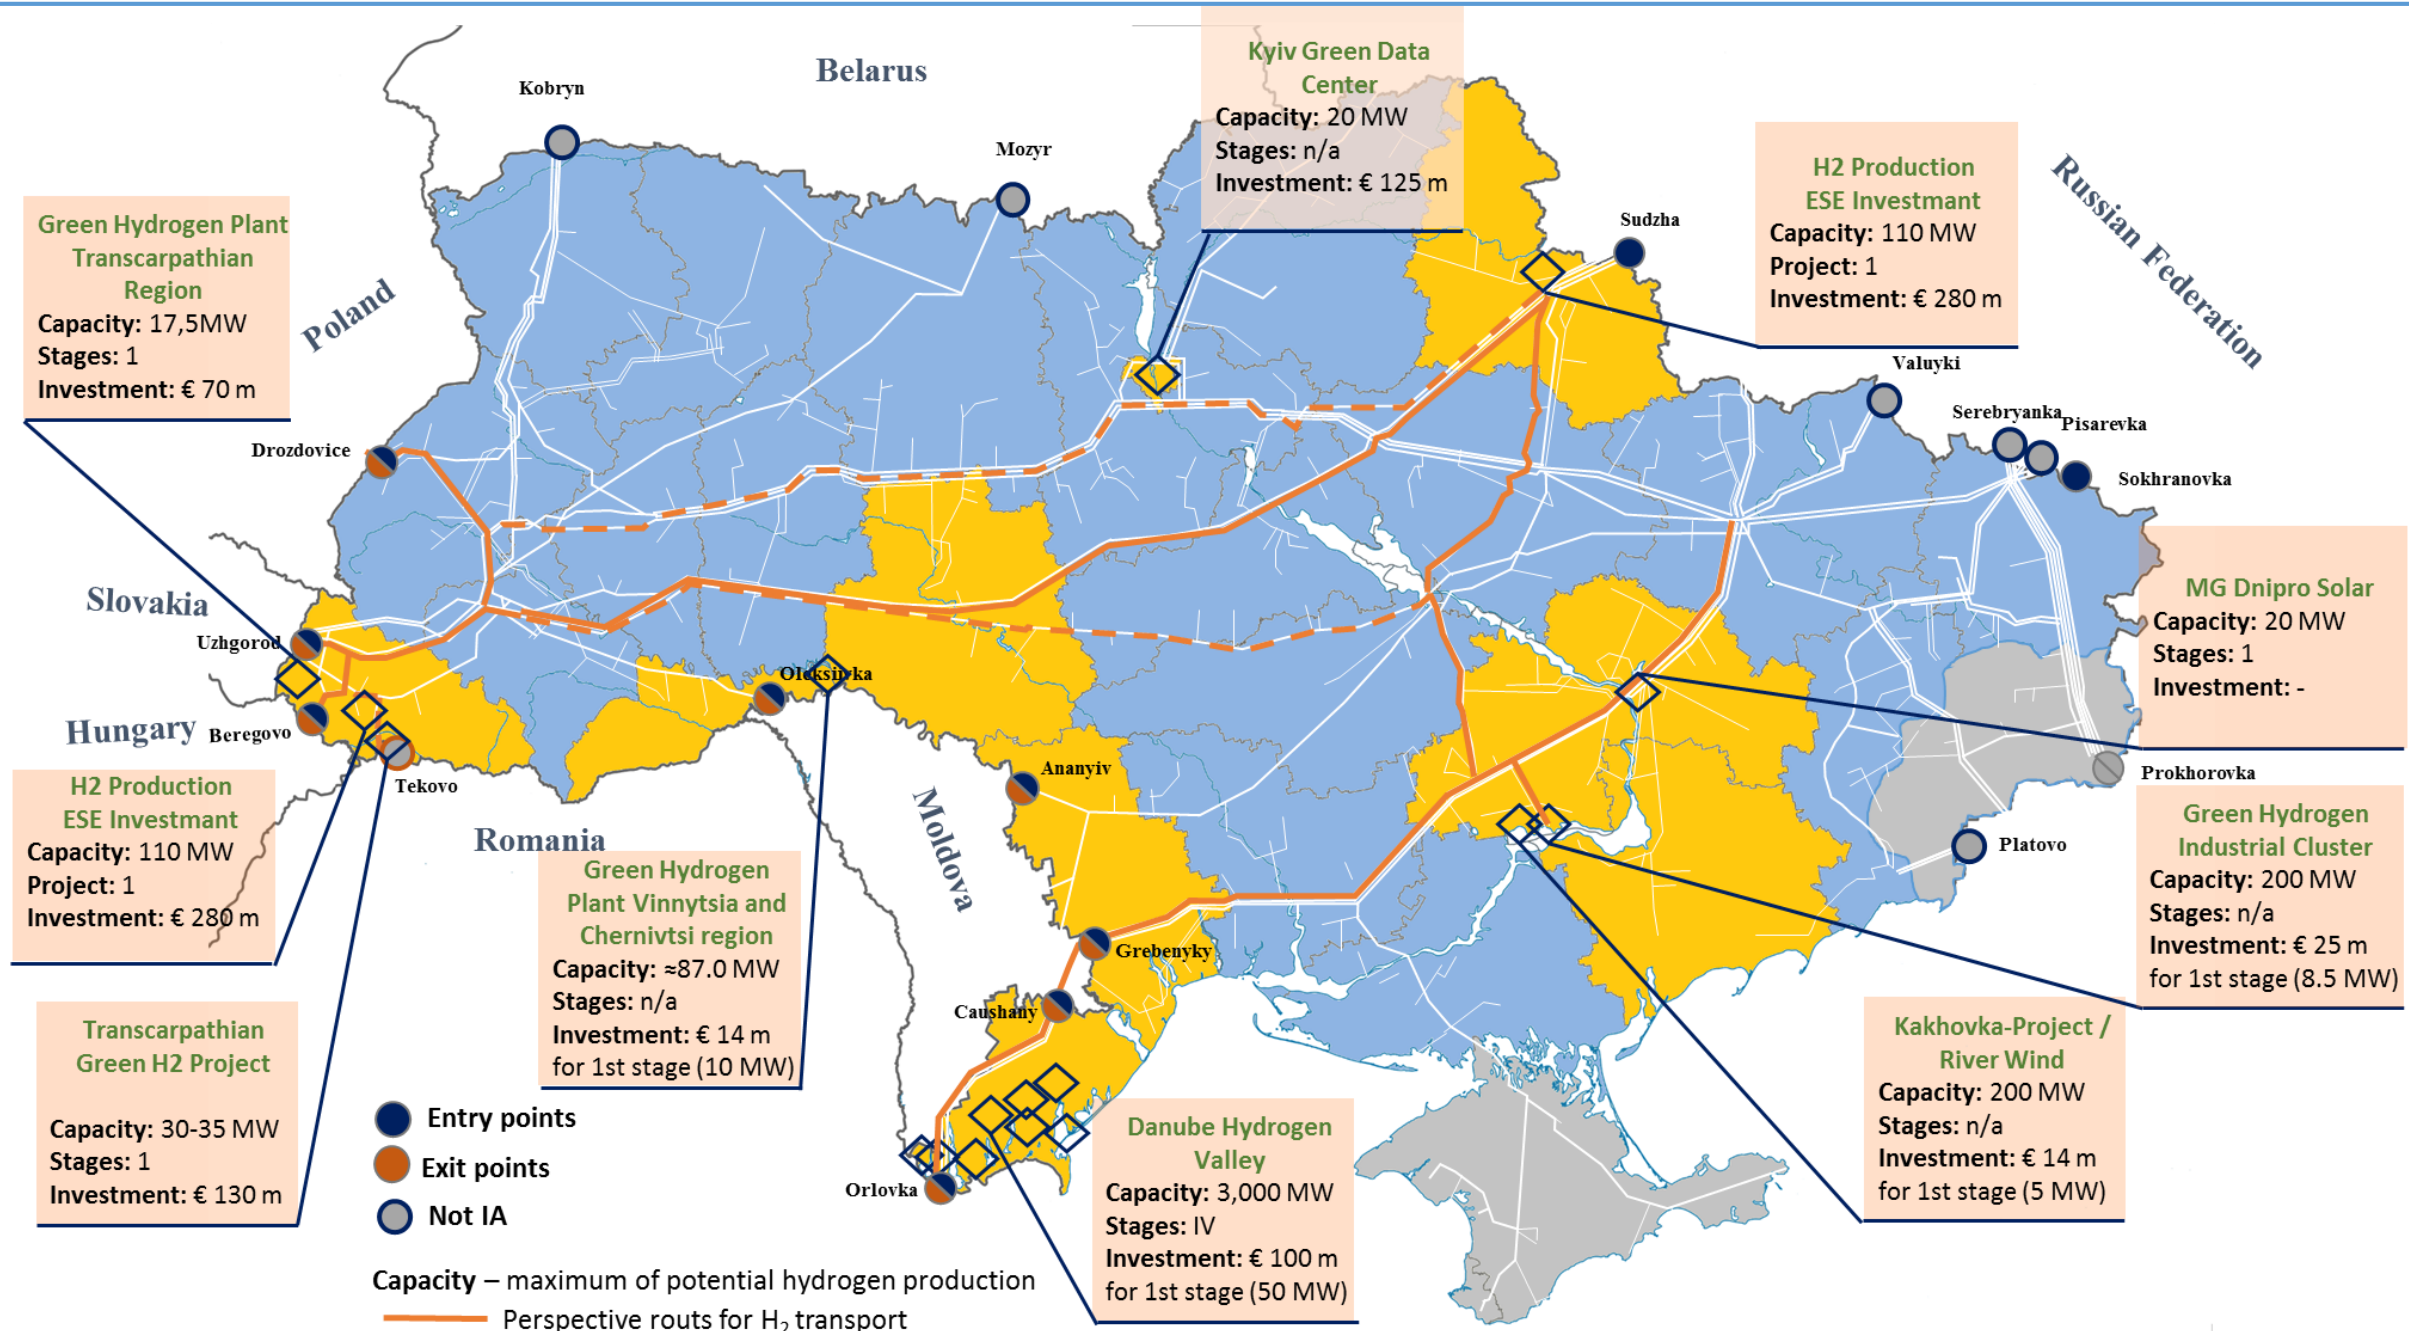 Belarus
Kobryn
Mozyr
Kyiv Green Data
Center
Capacity: 20 MW
Stages: n/a
Investment: € 125 m
H2 Production
ESE Investmant
Capacity: 110 MW
Project: 1
Investment: € 280 m
Russian Federation
Sudzha
Green Hydrogen Plant
Transcarpathian
Region
Capacity: 17,5MW
Stages: 1
Investment: € 70 m
Poland
Valuyki
Serebryanka
Pisarevka
Sokhranovka
Drozdovice
Slovakia
Uzhgorod
Hungary
Beregovo
Tekovo
Oleksiivka
Romania
Moldova
Ananyiv
Grebenyky
Caushany
Orlovka
MG Dnipro Solar
Capacity: 20 MW
Stages: 1
Investment: -
Prokhorovka
Platovo
H2 Production
ESE Investmant
Capacity: 110 MW
Project: 1
Investment: € 280 m
Green Hydrogen
Plant Vinnytsia and
Chernivtsi region
Capacity: ≈87.0 MW
Stages: n/a
Investment: € 14 m
for 1st stage (10 MW)
Green Hydrogen
Industrial Cluster
Capacity: 200 MW
Stages: n/a
Investment: € 25 m
for 1st stage (8.5 MW)
Transcarpathian
Green H2 Project
Capacity: 30-35 MW
Stages: 1
Investment: € 130 m
Kakhovka-Project /
River Wind
Capacity: 200 MW
Stages: n/a
Investment: € 14 m
for 1st stage (5 MW)
Danube Hydrogen
Valley
Capacity: 3,000 MW
Stages: IV
Investment: € 100 m
for 1st stage (50 MW)
Entry points
Exit points
Not IA
Capacity – maximum of potential hydrogen production
Perspective routs for H₂ transport